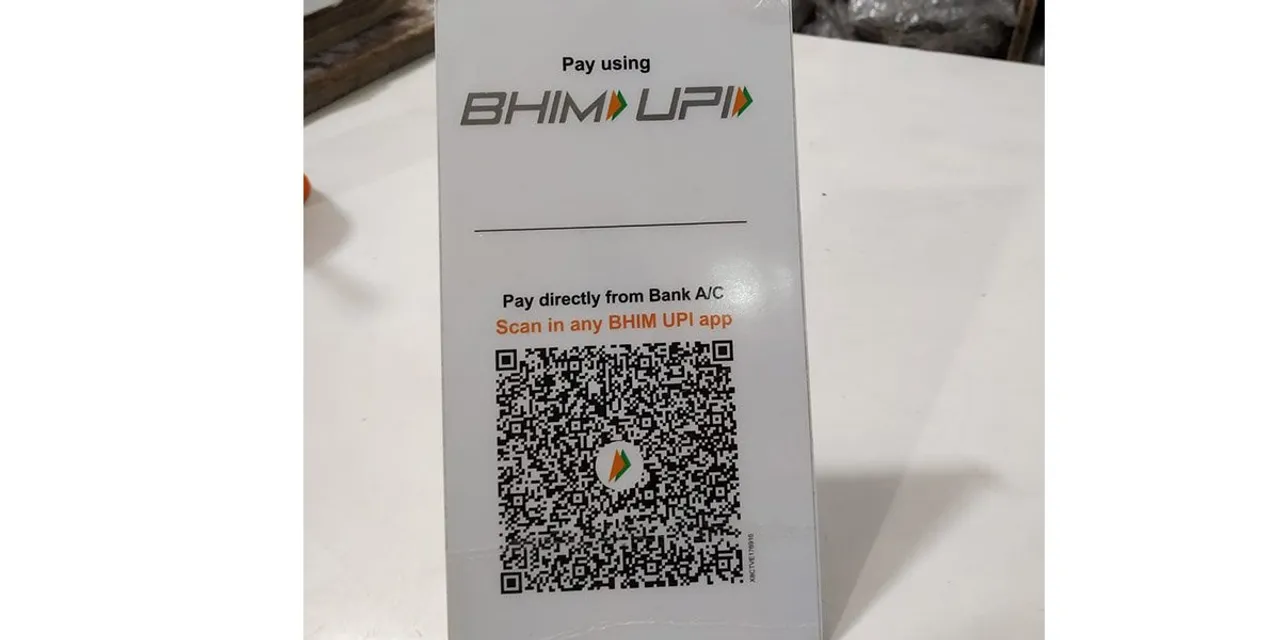 Pay using
BHIM UPI
Pay directly from Bank A/C
Scan in any BHIM UPI app